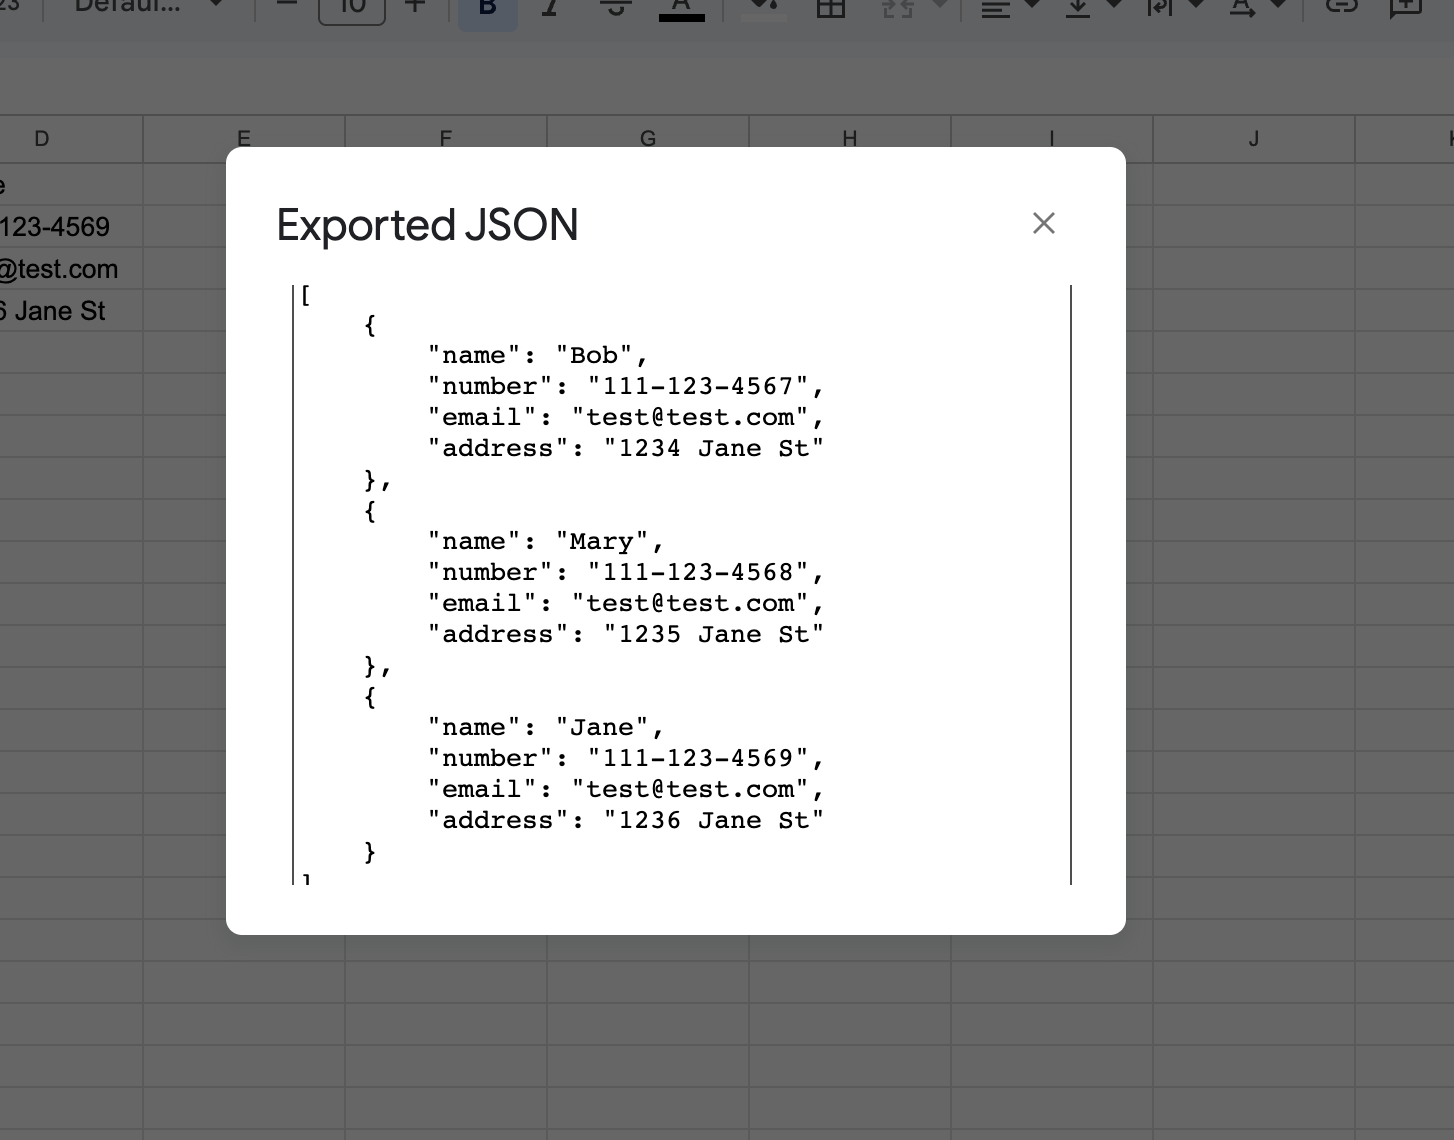 Defaul...
10
B
A
A
D E F G H I J
123-4569
@test.com
6 Jane St
Exported JSON
[
    {
        "name": "Bob",
        "number": "111-123-4567",
        "email": "test@test.com",
        "address": "1234 Jane St"
    },
    {
        "name": "Mary",
        "number": "111-123-4568",
        "email": "test@test.com",
        "address": "1235 Jane St"
    },
    {
        "name": "Jane",
        "number": "111-123-4569",
        "email": "test@test.com",
        "address": "1236 Jane St"
    }
]